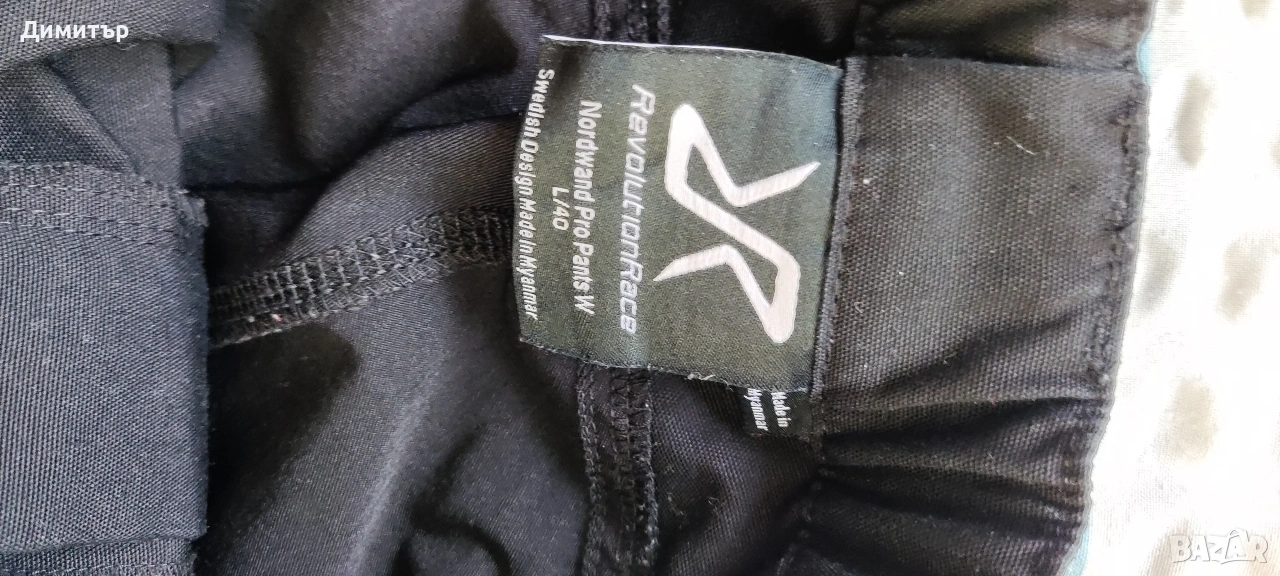 Димитър
RevolutionRace
Nordwand Pro Pants W
L/40
Swedish Design Made In Myanmar
Made in
Myanmar
BAZAR